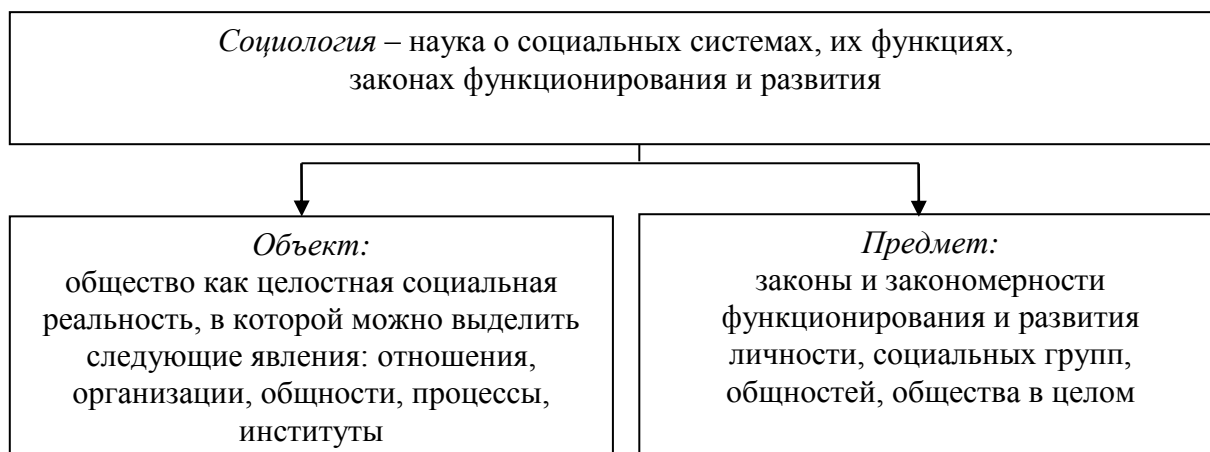 Социология – наука о социальных системах, их функциях,
законах функционирования и развития
Объект:
общество как целостная социальная
реальность, в которой можно выделить
следующие явления: отношения,
организации, общности, процессы,
институты
Предмет:
законы и закономерности
функционирования и развития
личности, социальных групп,
общностей, общества в целом